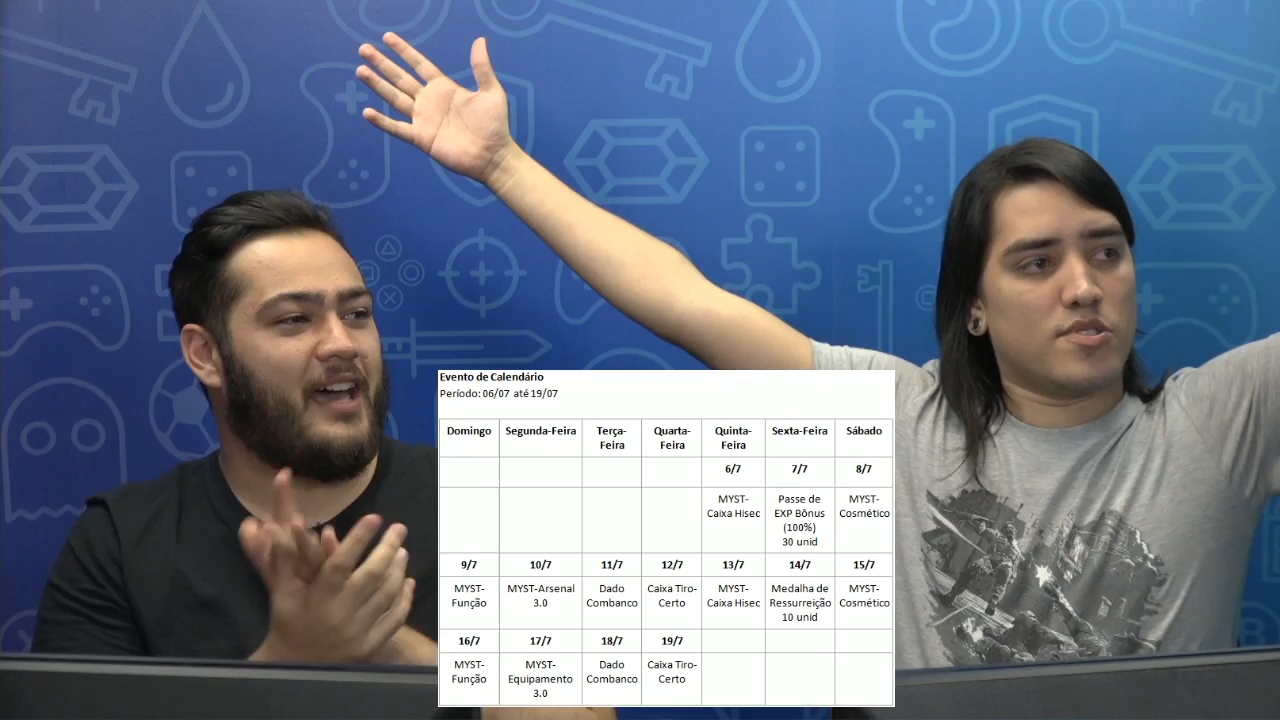 Evento de Calendário
Período: 06/07 até 19/07
Domingo Segunda-Feira Terça-Feira Quarta-Feira Quinta-Feira Sexta-Feira Sábado
6/7 7/7 8/7
MYST-Caixa Hisec Passe de EXP Bônus (100%) 30 unid MYST-Cosmético
9/7 10/7 11/7 12/7 13/7 14/7 15/7
MYST-Função MYST-Arsenal 3.0 Dado Combanco Caixa Tiro-Certo MYST-Caixa Hisec Medalha de Ressurreição 10 unid MYST-Cosmético
16/7 17/7 18/7 19/7
MYST-Função MYST-Equipamento 3.0 Dado Combanco Caixa Tiro-Certo